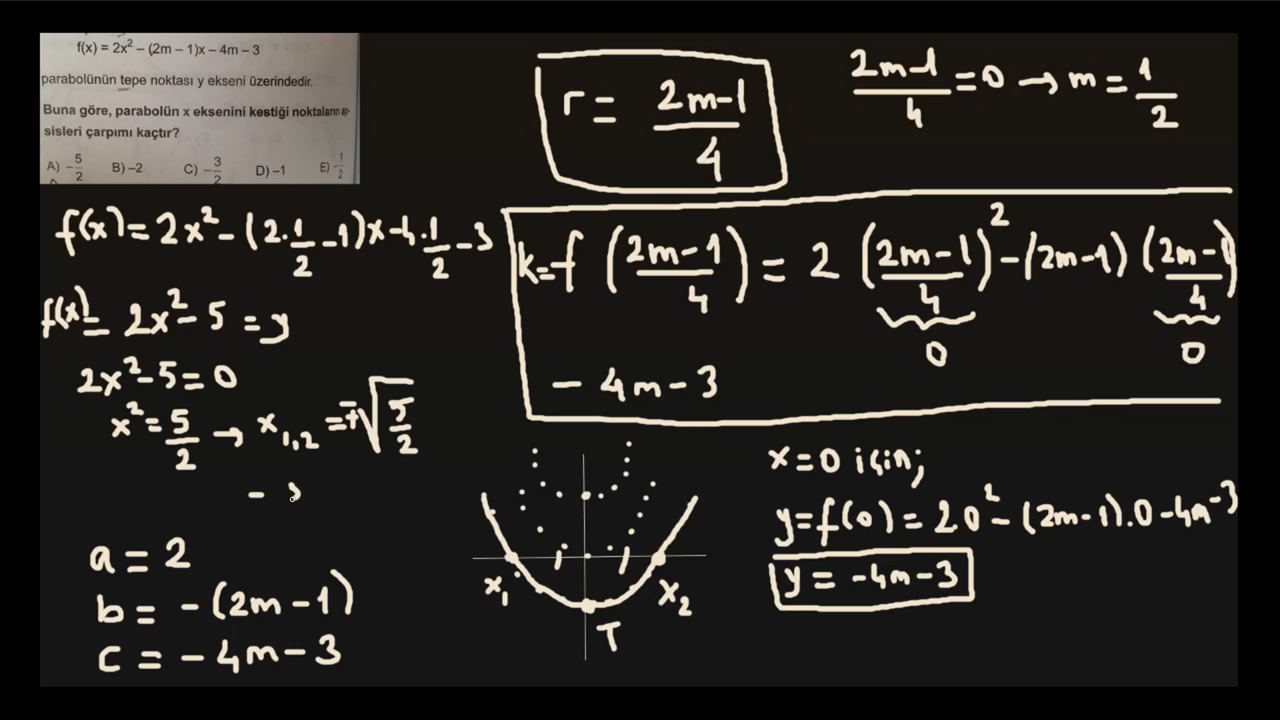 f(x) = 2x² – (2m – 1)x – 4m – 3
parabolünün tepe noktası y ekseni üzerindedir.
Buna göre, parabolün x eksenini kestiği noktaların ap-
sisleri çarpımı kaçtır?
A) –5/2 B) –2 C) –3/2 D) –1 E) –1/2
r = (2m-1)/4
(2m-1)/4 = 0 → m = 1/2
f(x) = 2x² - (2·1/2 - 1)x - 4·1/2 - 3
f(x) = 2x² - 5 = y
2x² - 5 = 0
x² = 5/2 → x₁,₂ = ∓√(5/2)
k = f((2m-1)/4) = 2((2m-1)/4)² - (2m-1)((2m-1)/4)
0 0
- 4m - 3
a = 2
b = - (2m - 1)
c = - 4m - 3
x₁ x₂
T
x = 0 için;
y = f(0) = 2 0² - (2m-1).0 - 4m - 3
y = -4m - 3